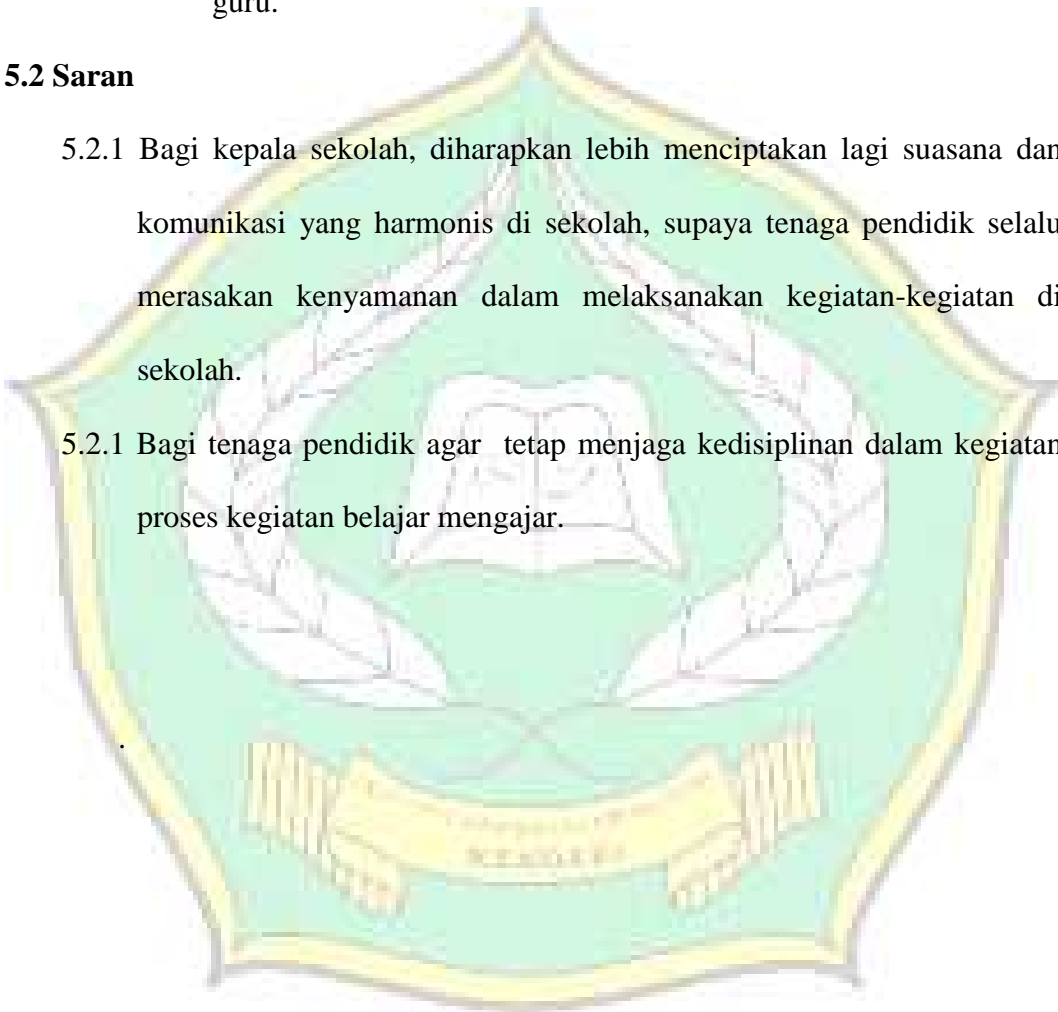 guru.
5.2 Saran
5.2.1 Bagi kepala sekolah, diharapkan lebih menciptakan lagi suasana dan
komunikasi yang harmonis di sekolah, supaya tenaga pendidik selalu
merasakan kenyamanan dalam melaksanakan kegiatan-kegiatan di
sekolah.
5.2.1 Bagi tenaga pendidik agar tetap menjaga kedisiplinan dalam kegiatan
proses kegiatan belajar mengajar.
.
KENDARI